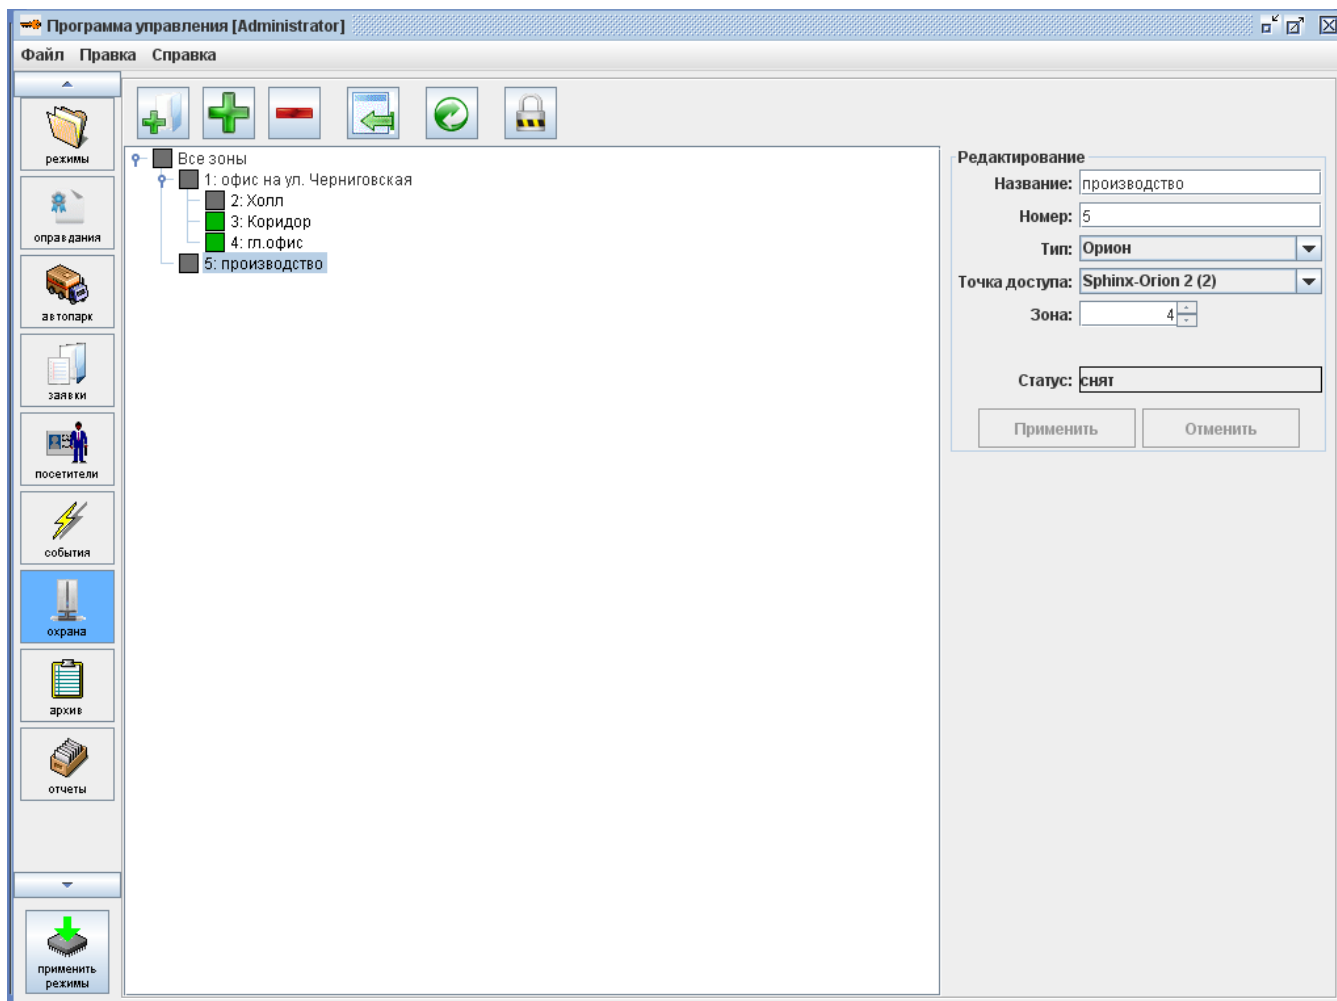 Программа управления [Administrator]
Файл Правка Справка
режимы
оправдания
автопарк
заявки
посетители
события
охрана
архив
отчеты
применить
режимы
Все зоны
1: офис на ул. Черниговская
2: Холл
3: Коридор
4: гл.офис
5: производство
Редактирование
Название: производство
Номер: 5
Тип: Орион
Точка доступа: Sphinx-Orion 2 (2)
Зона: 4
Статус: снят
Применить Отменить